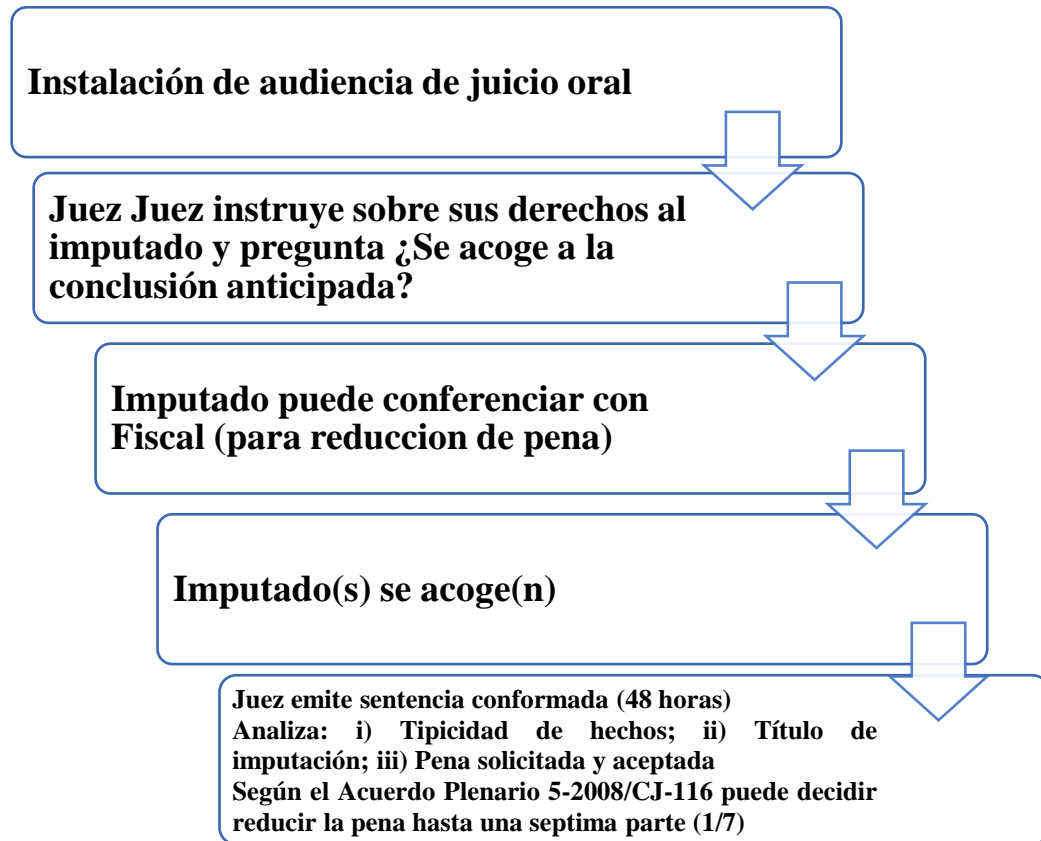 Instalación de audiencia de juicio oral
Juez Juez instruye sobre sus derechos al
imputado y pregunta ¿Se acoge a la
conclusión anticipada?
Imputado puede conferenciar con
Fiscal (para reduccion de pena)
Imputado(s) se acoge(n)
Juez emite sentencia conformada (48 horas)
Analiza: i) Tipicidad de hechos; ii) Título de
imputación; iii) Pena solicitada y aceptada
Según el Acuerdo Plenario 5-2008/CJ-116 puede decidir
reducir la pena hasta una septima parte (1/7)